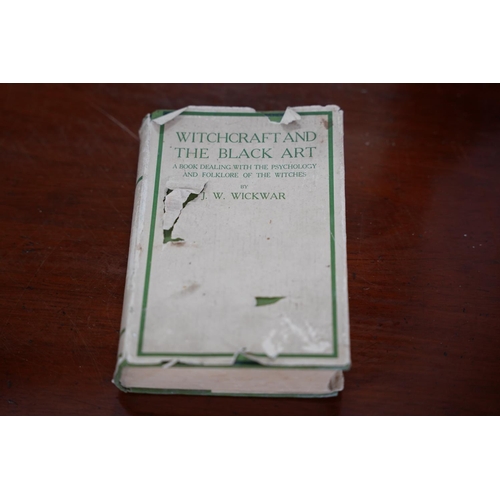 WITCHCRAFT AND
THE BLACK ART
A BOOK DEALING WITH THE PSYCHOLOGY
AND FOLKLORE OF THE WITCHES
BY
J. W. WICKWAR